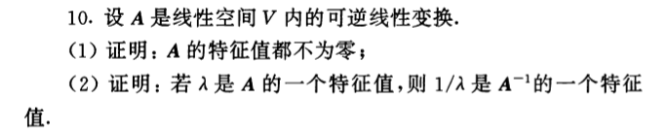 10. 设 A 是线性空间 V 内的可逆线性变换.
(1) 证明：A 的特征值都不为零；
(2) 证明：若 λ 是 A 的一个特征值，则 1/λ 是 A⁻¹的一个特征
值.